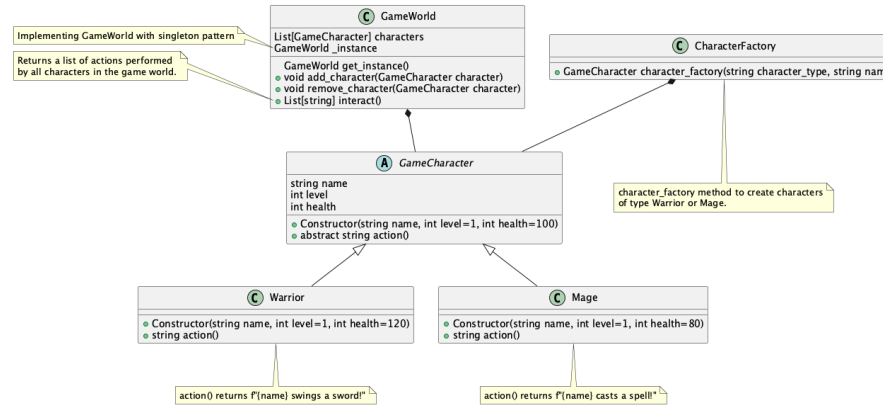 C GameWorld
List[GameCharacter] characters
GameWorld _instance
GameWorld get_instance()
void add_character(GameCharacter character)
void remove_character(GameCharacter character)
List[string] interact()
Implementing GameWorld with singleton pattern
Returns a list of actions performed
by all characters in the game world.
C CharacterFactory
GameCharacter character_factory(string character_type, string nam
A GameCharacter
string name
int level
int health
Constructor(string name, int level=1, int health=100)
abstract string action()
character_factory method to create characters
of type Warrior or Mage.
C Warrior
Constructor(string name, int level=1, int health=120)
string action()
C Mage
Constructor(string name, int level=1, int health=80)
string action()
action() returns f"{name} swings a sword!"
action() returns f"{name} casts a spell!"